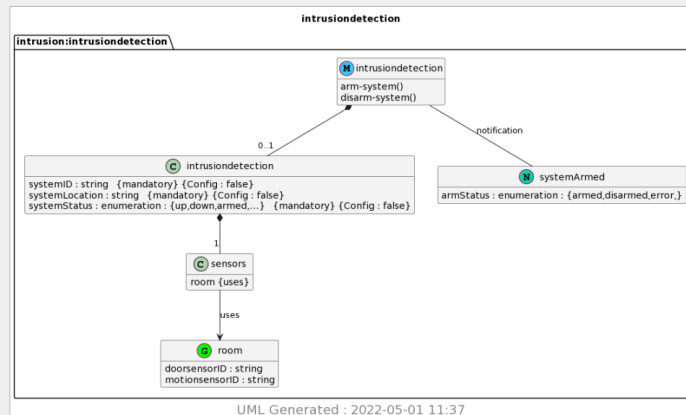 intrusiondetection
intrusion:intrusiondetection
M intrusiondetection
arm-system()
disarm-system()
0..1
notification
C intrusiondetection
systemID : string {mandatory} {Config : false}
systemLocation : string {mandatory} {Config : false}
systemStatus : enumeration : {up,down,armed,...} {mandatory} {Config : false}
N systemArmed
armStatus : enumeration : {armed,disarmed,error,}
1
C sensors
room {uses}
uses
G room
doorsensorID : string
motionsensorID : string
UML Generated : 2022-05-01 11:37